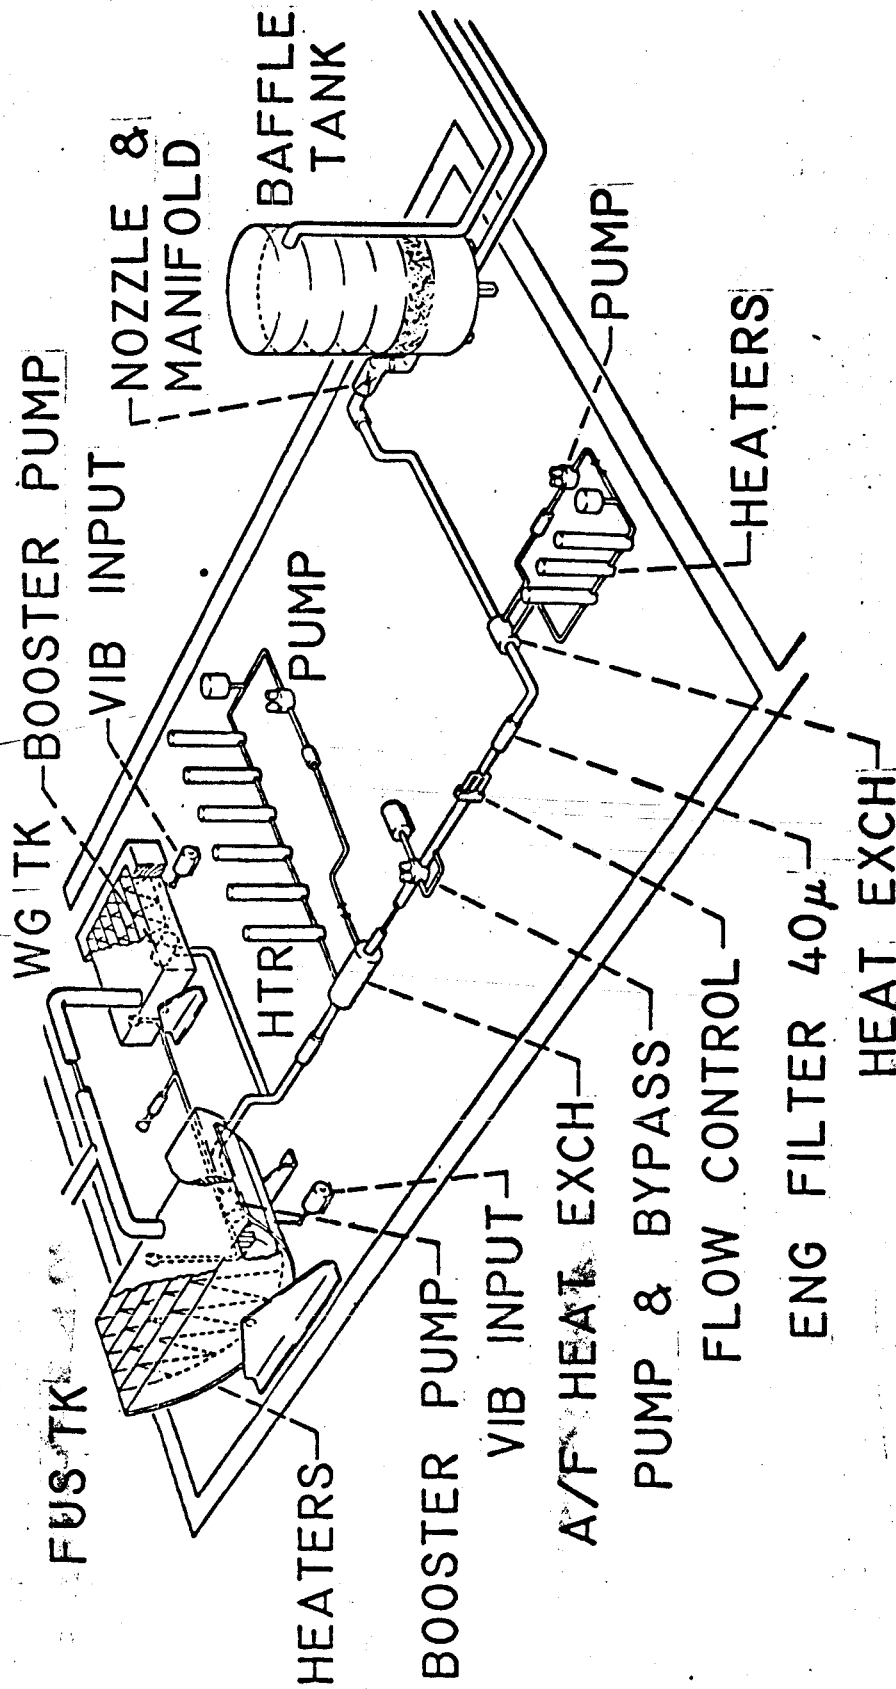 WG TK
BOOSTER PUMP
VIB INPUT
NOZZLE &
MANIFOLD
BAFFLE
TANK
FUS TK
HTR
PUMP
PUMP
HEATERS
HEATERS
BOOSTER PUMP
VIB INPUT
A/F HEAT EXCH
PUMP & BYPASS
FLOW CONTROL
ENG FILTER 40μ
HEAT EXCH